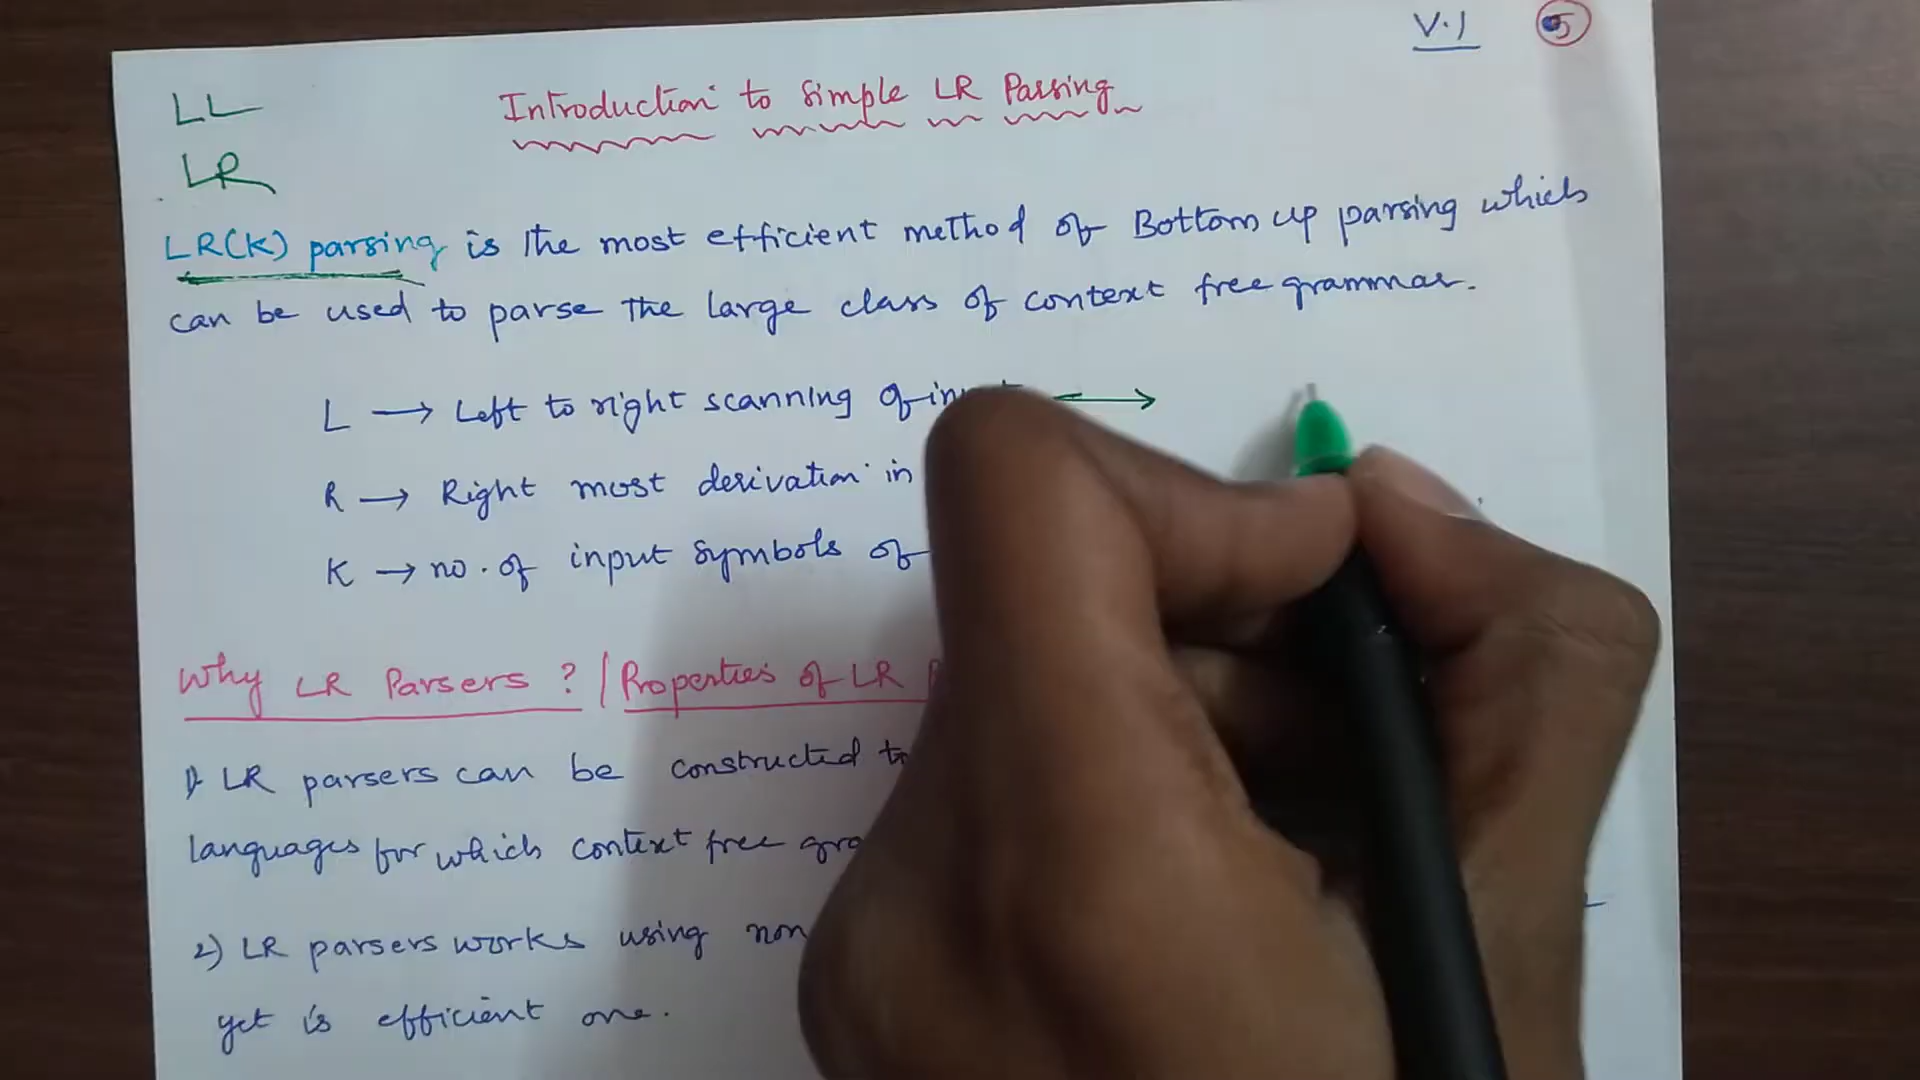 V.I 5
LL
Introduction to Simple LR Parsing
LR
LR(K) parsing is the most efficient method of Bottom up parsing which
can be used to parse the large class of context free grammar.
L → Left to right scanning of
R → Right most derivation in
K → no. of input symbols of
Why LR Parsers ? / Properties of LR
1) LR parsers can be constructed
languages for which context free
2) LR parsers works using non
yet is efficient one.